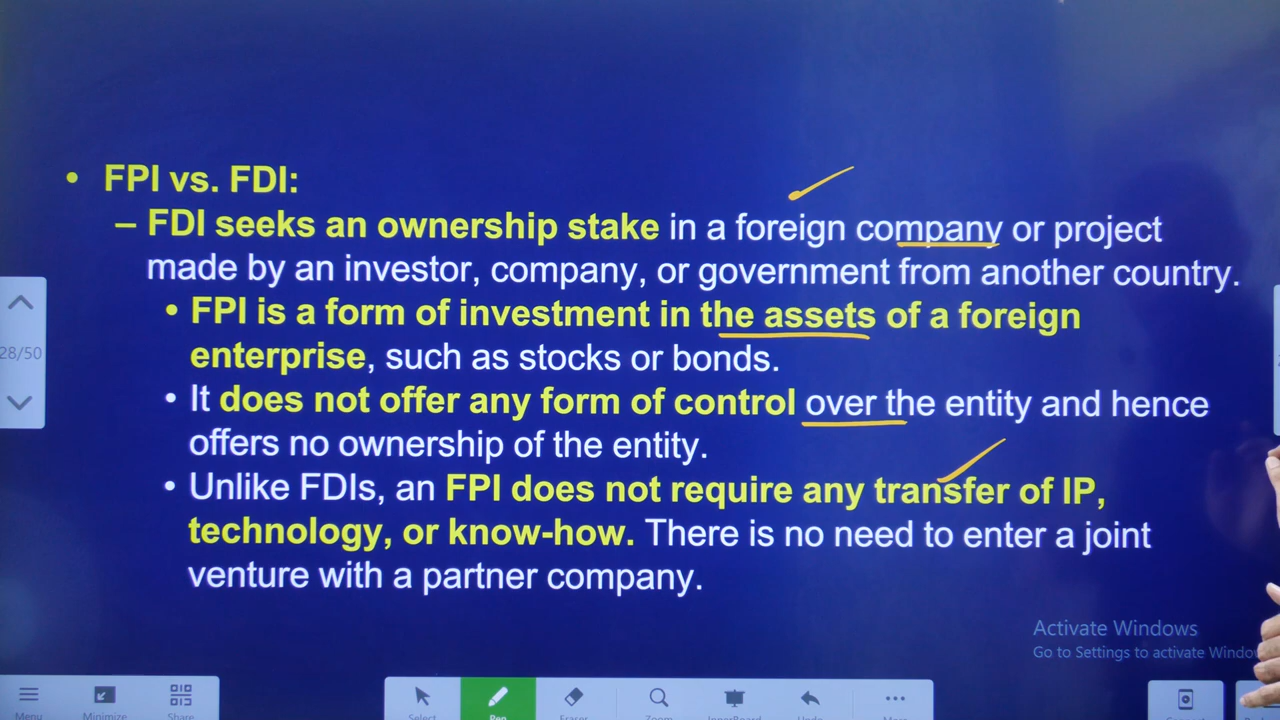 • FPI vs. FDI:
– FDI seeks an ownership stake in a foreign company or project
made by an investor, company, or government from another country.
• FPI is a form of investment in the assets of a foreign
enterprise, such as stocks or bonds.
• It does not offer any form of control over the entity and hence
offers no ownership of the entity.
• Unlike FDIs, an FPI does not require any transfer of IP,
technology, or know-how. There is no need to enter a joint
venture with a partner company.
28/50
Activate Windows
Go to Settings to activate Windo
Menu Minimize Share Select Pen Eraser Zoom Undo More